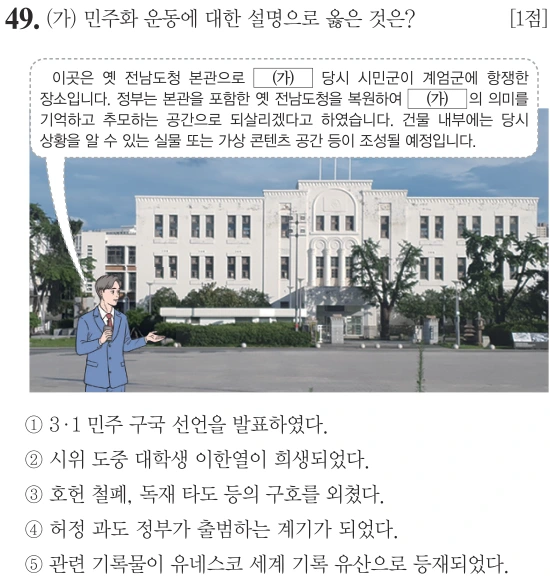 49. (가) 민주화 운동에 대한 설명으로 옳은 것은? [1점]
이곳은 옛 전남도청 본관으로 (가) 당시 시민군이 계엄군에 항쟁한
장소입니다. 정부는 본관을 포함한 옛 전남도청을 복원하여 (가) 의 의미를
기억하고 추모하는 공간으로 되살리겠다고 하였습니다. 건물 내부에는 당시
상황을 알 수 있는 실물 또는 가상 콘텐츠 공간 등이 조성될 예정입니다.
① 3·1 민주 구국 선언을 발표하였다.
② 시위 도중 대학생 이한열이 희생되었다.
③ 호헌 철폐, 독재 타도 등의 구호를 외쳤다.
④ 허정 과도 정부가 출범하는 계기가 되었다.
⑤ 관련 기록물이 유네스코 세계 기록 유산으로 등재되었다.